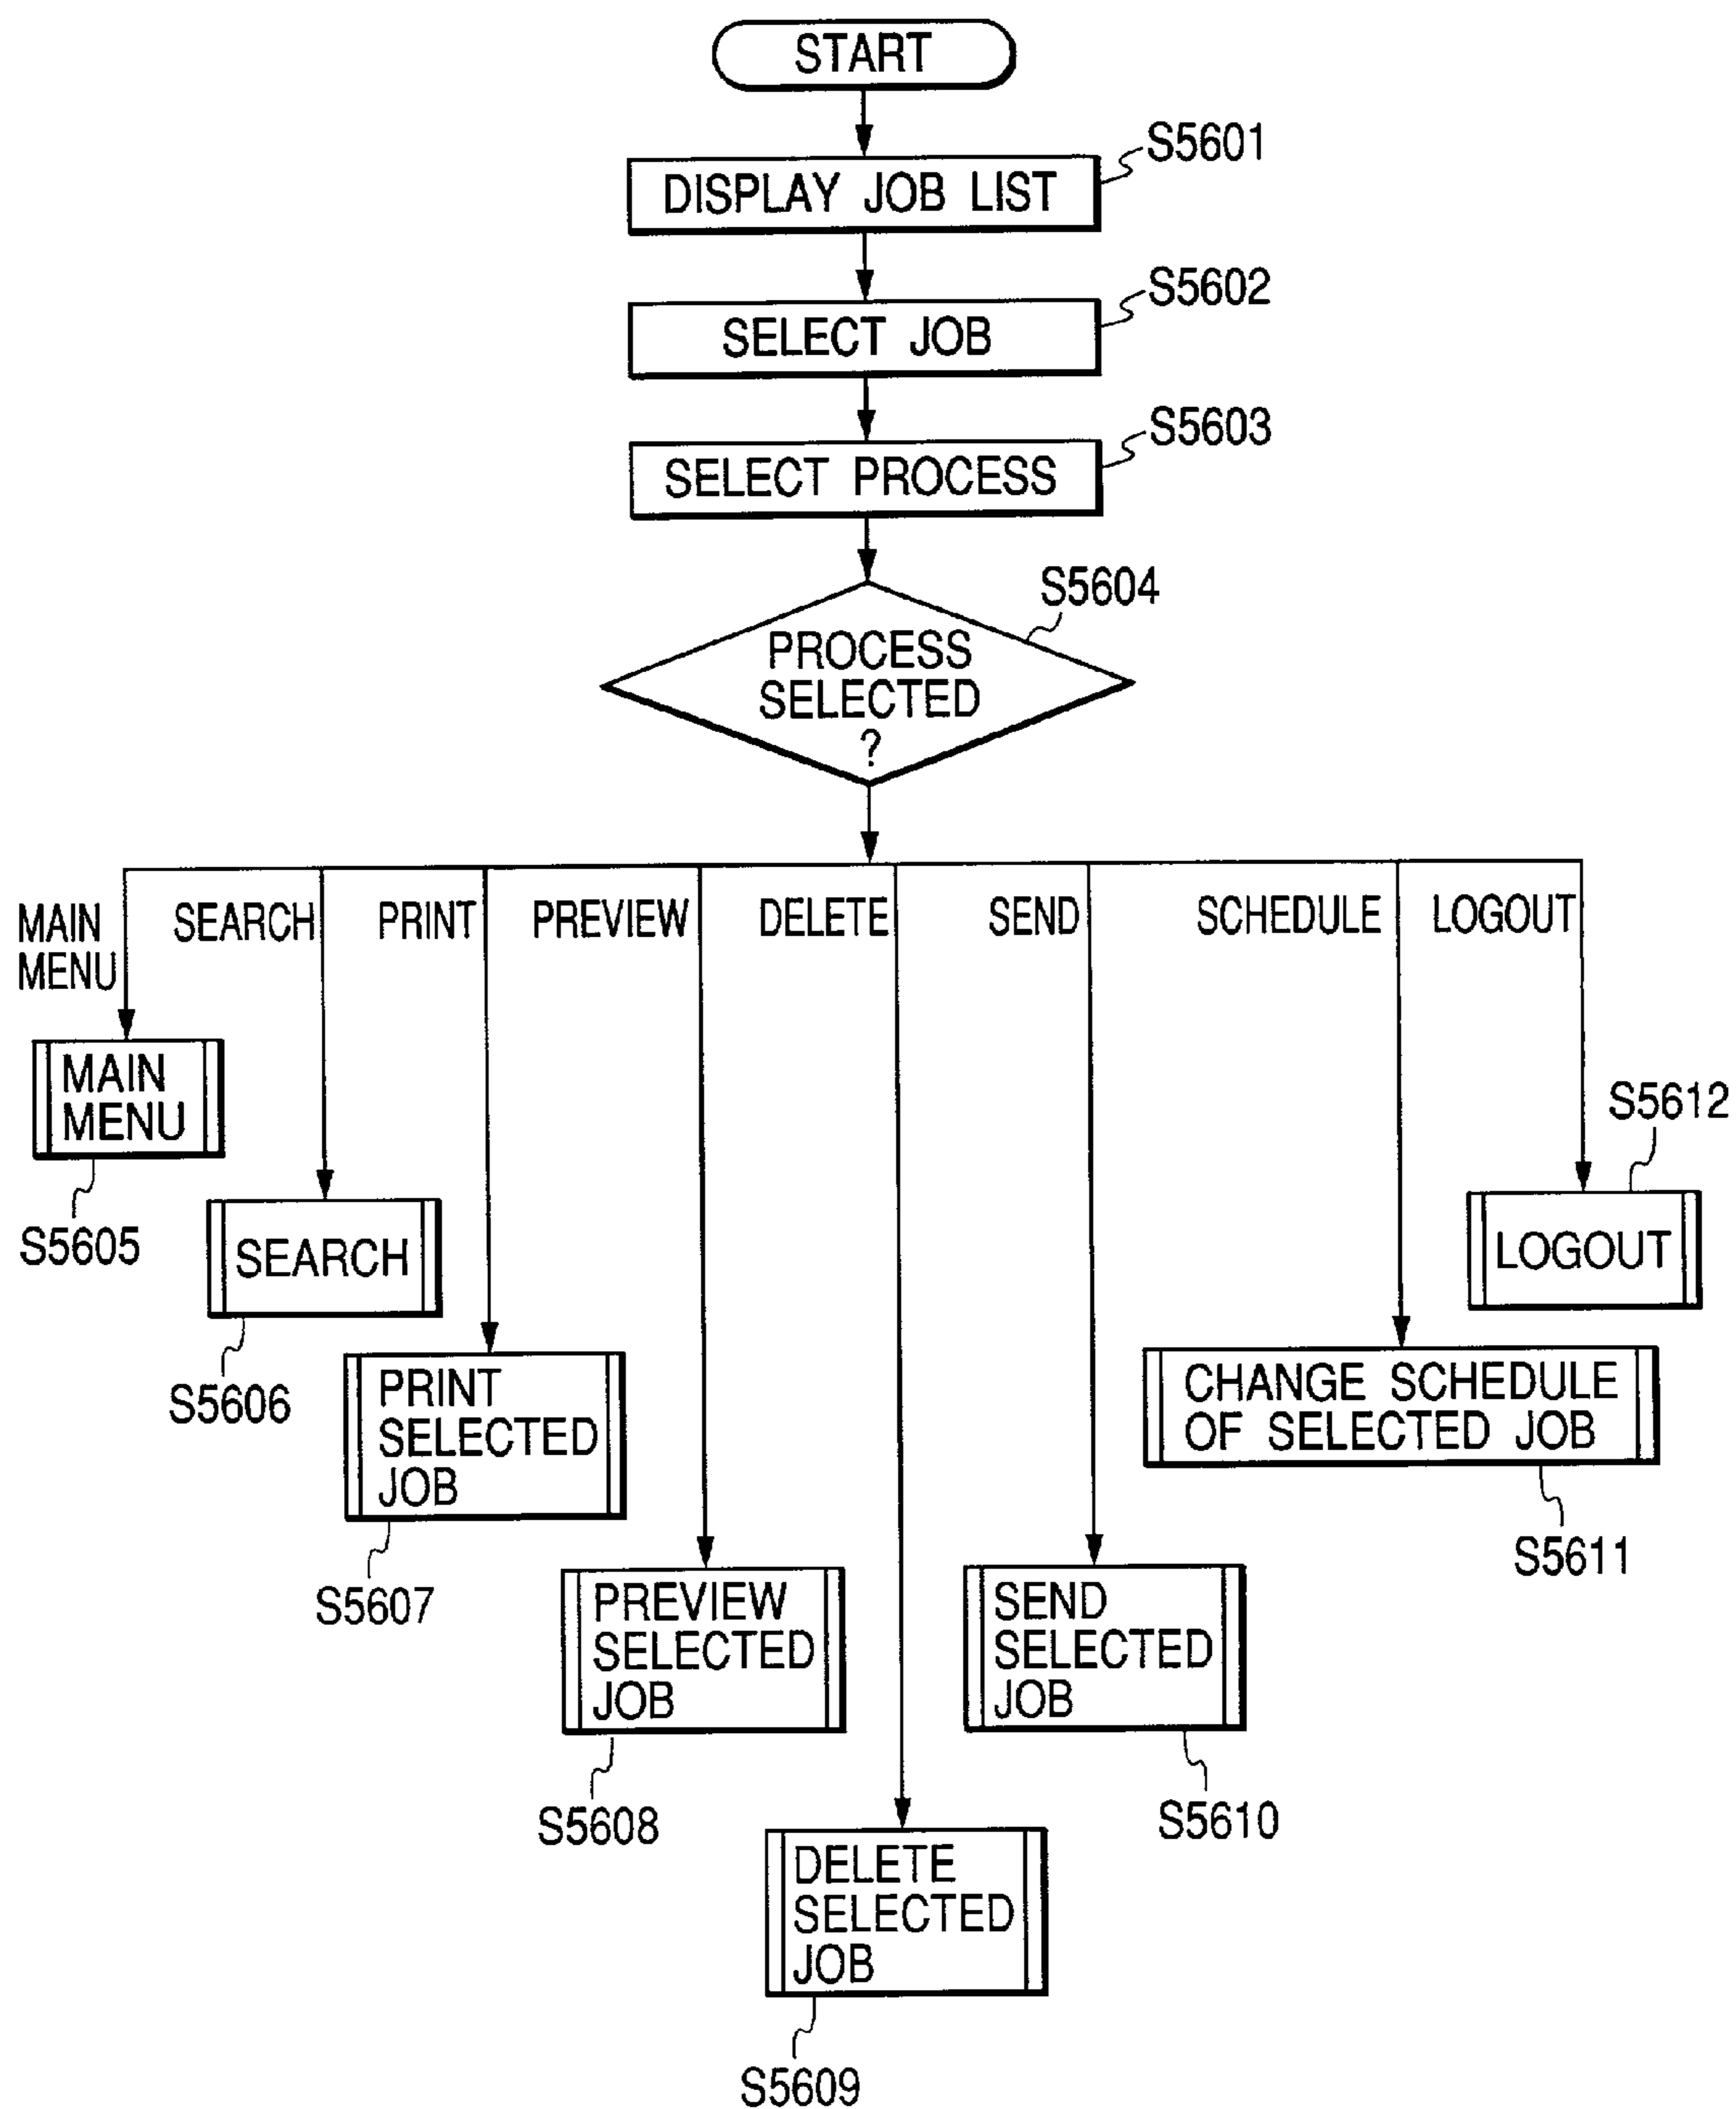 START
S5601
DISPLAY JOB LIST
S5602
SELECT JOB
S5603
SELECT PROCESS
S5604
PROCESS
SELECTED
?
MAIN
MENU
SEARCH
PRINT
PREVIEW
DELETE
SEND
SCHEDULE
LOGOUT
MAIN
MENU
S5605
SEARCH
S5606
PRINT
SELECTED
JOB
S5607
PREVIEW
SELECTED
JOB
S5608
DELETE
SELECTED
JOB
S5609
SEND
SELECTED
JOB
S5610
CHANGE SCHEDULE
OF SELECTED JOB
S5611
S5612
LOGOUT